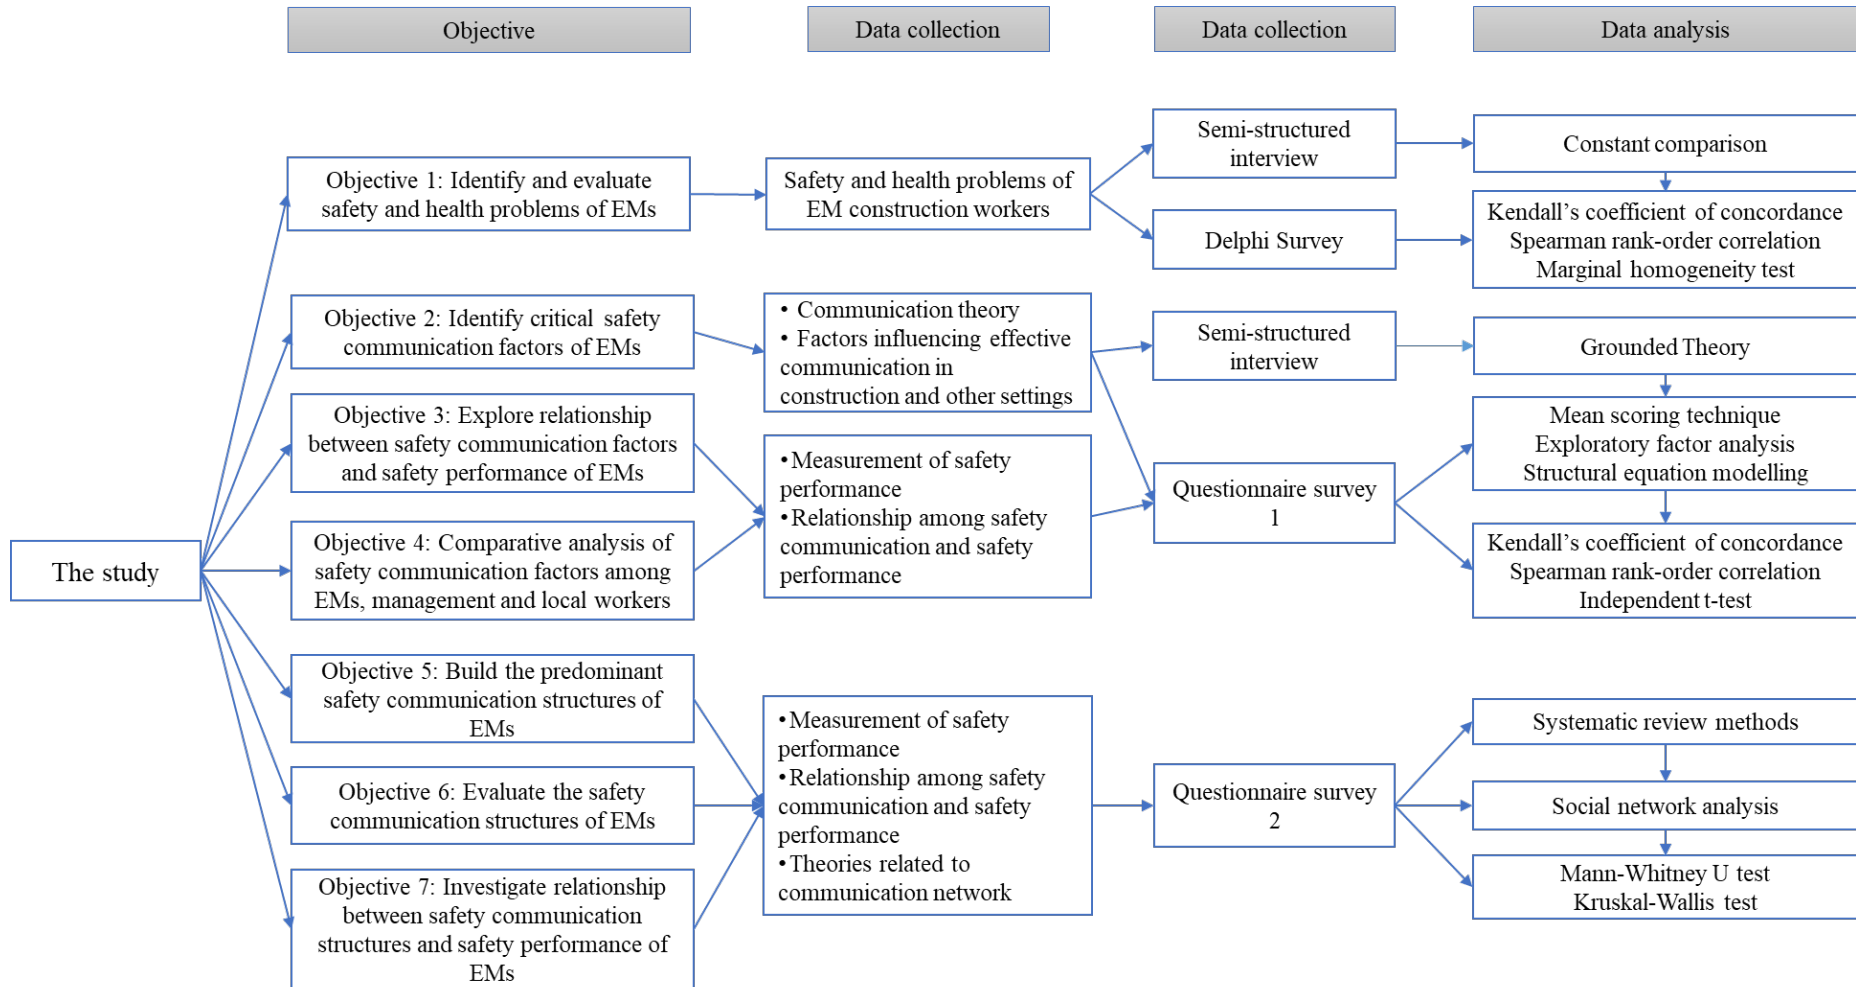 Objective
Data collection
Data collection
Data analysis
The study
Objective 1: Identify and evaluate
safety and health problems of EMs
Safety and health problems of
EM construction workers
Semi-structured
interview
Constant comparison
Delphi Survey
Kendall’s coefficient of concordance
Spearman rank-order correlation
Marginal homogeneity test
Objective 2: Identify critical safety
communication factors of EMs
• Communication theory
• Factors influencing effective
communication in
construction and other settings
Semi-structured
interview
Grounded Theory
Objective 3: Explore relationship
between safety communication factors
and safety performance of EMs
Objective 4: Comparative analysis of
safety communication factors among
EMs, management and local workers
•Measurement of safety
performance
•Relationship among safety
communication and safety
performance
Questionnaire survey
1
Mean scoring technique
Exploratory factor analysis
Structural equation modelling
Kendall’s coefficient of concordance
Spearman rank-order correlation
Independent t-test
Objective 5: Build the predominant
safety communication structures of
EMs
Objective 6: Evaluate the safety
communication structures of EMs
Objective 7: Investigate relationship
between safety communication
structures and safety performance of
EMs
•Measurement of safety
performance
•Relationship among safety
communication and safety
performance
•Theories related to
communication network
Questionnaire survey
2
Systematic review methods
Social network analysis
Mann-Whitney U test
Kruskal-Wallis test